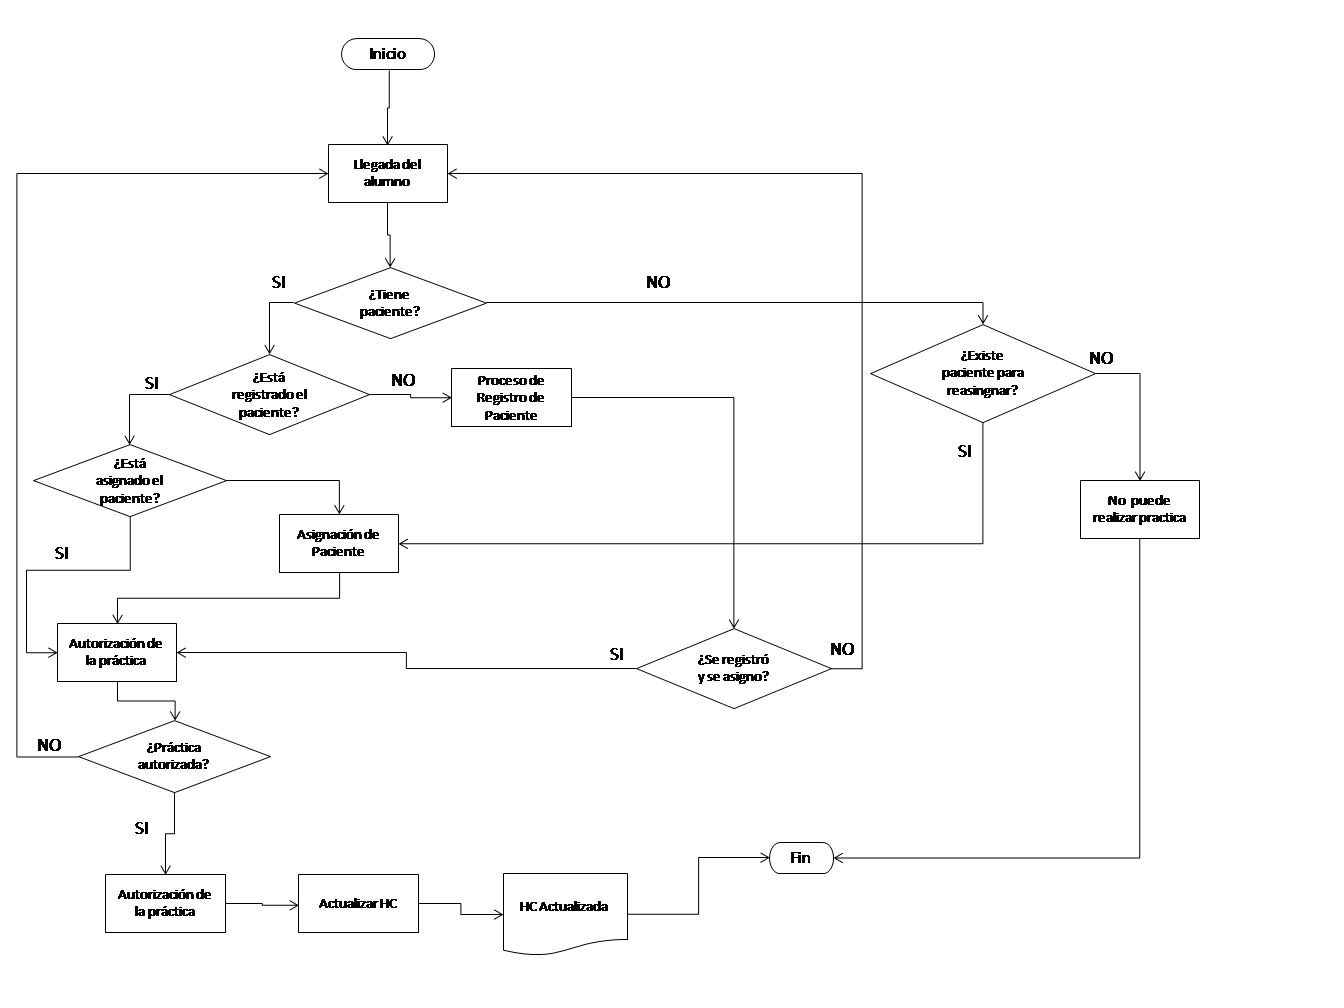 Inicio
Llegada del
alumno
SI
NO
¿Tiene
paciente?
¿Existe
paciente para
reasingnar?
NO
SI
¿Está
registrado el
paciente?
NO
Proceso de
Registro de
Paciente
SI
¿Está
asignado el
paciente?
No puede
realizar practica
Asignación de
Paciente
SI
Autorización de
la práctica
SI
¿Se registró
y se asigno?
NO
NO
¿Práctica
autorizada?
SI
Fin
Autorización de
la práctica
Actualizar HC
HC Actualizada